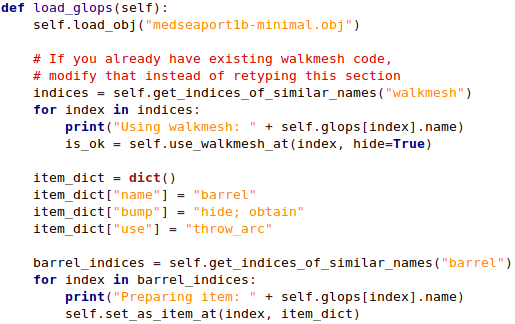 def load_glops(self):
    self.load_obj("medseaport1b-minimal.obj")

    # If you already have existing walkmesh code,
    # modify that instead of retyping this section
    indices = self.get_indices_of_similar_names("walkmesh")
    for index in indices:
        print("Using walkmesh: " + self.glops[index].name)
        is_ok = self.use_walkmesh_at(index, hide=True)

    item_dict = dict()
    item_dict["name"] = "barrel"
    item_dict["bump"] = "hide; obtain"
    item_dict["use"] = "throw_arc"

    barrel_indices = self.get_indices_of_similar_names("barrel")
    for index in barrel_indices:
        print("Preparing item: " + self.glops[index].name)
        self.set_as_item_at(index, item_dict)